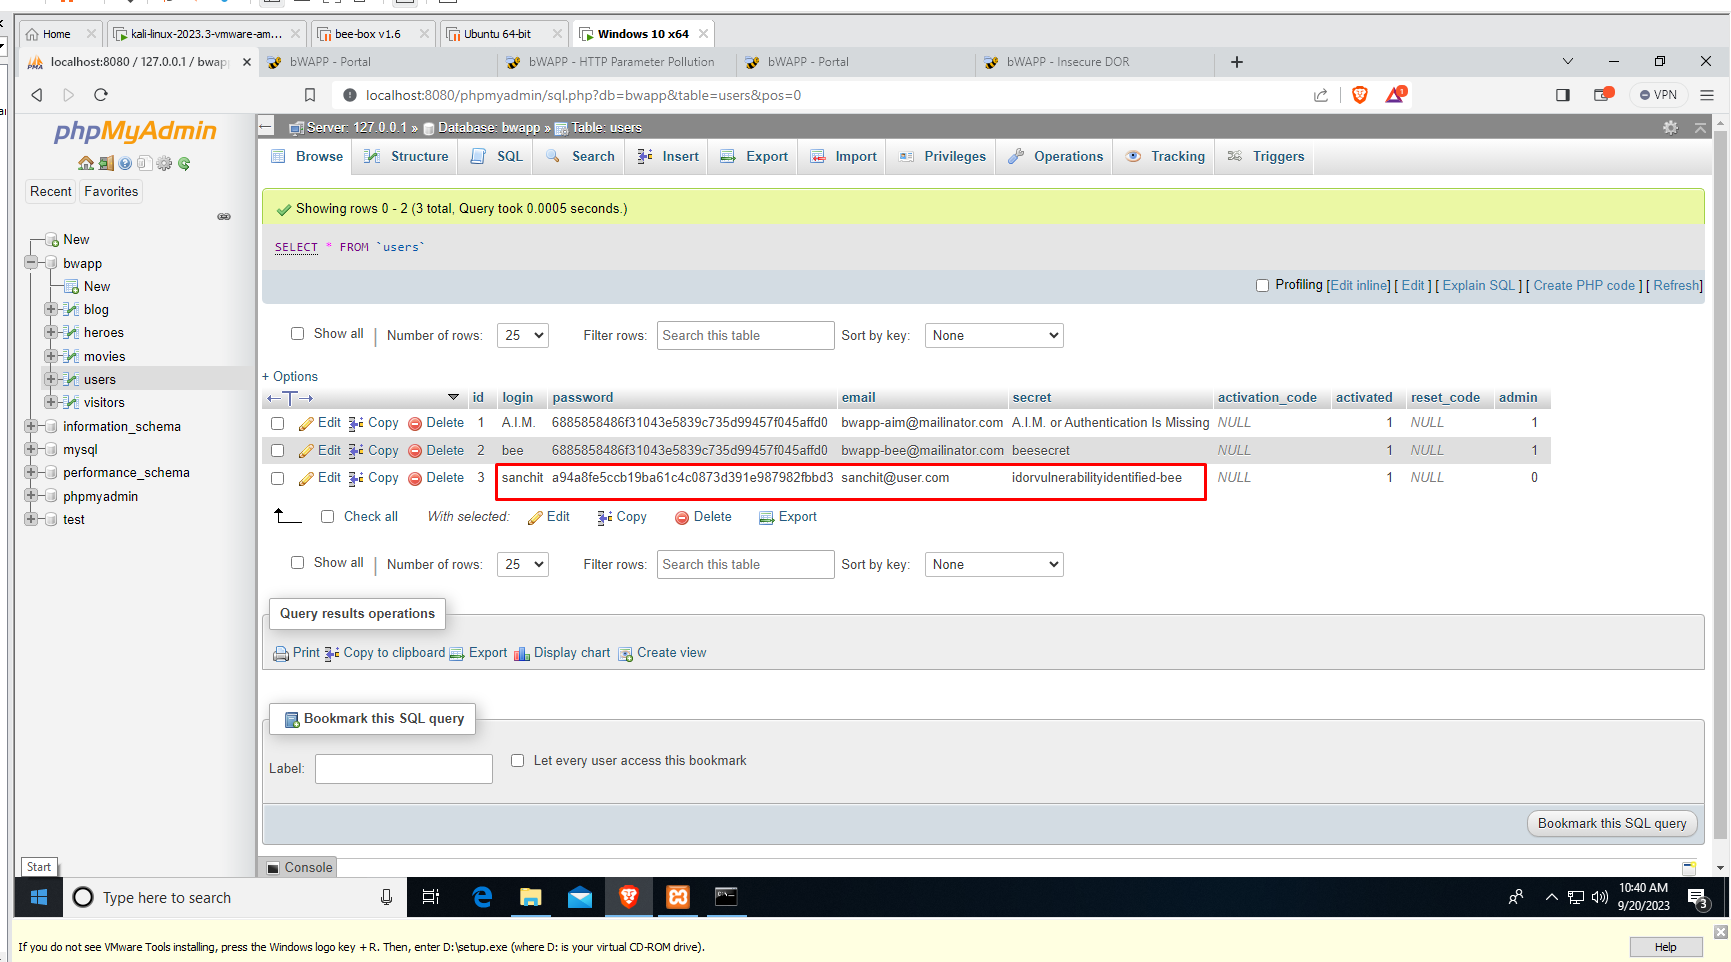 Home
kali-linux-2023.3-vmware-am...
bee-box v1.6
Ubuntu 64-bit
Windows 10 x64
localhost:8080 / 127.0.0.1 / bwapp
bWAPP - Portal
bWAPP - HTTP Parameter Pollution
bWAPP - Portal
bWAPP - Insecure DOR
localhost:8080/phpmyadmin/sql.php?db=bwapp&table=users&pos=0
1
VPN
phpMyAdmin
Recent Favorites
New
bwapp
New
blog
heroes
movies
users
visitors
information_schema
mysql
performance_schema
phpmyadmin
test
Server: 127.0.0.1 » Database: bwapp » Table: users
Browse Structure SQL Search Insert Export Import Privileges Operations Tracking Triggers
Showing rows 0 - 2 (3 total, Query took 0.0005 seconds.)
SELECT * FROM `users`
Profiling [Edit inline] [ Edit ] [ Explain SQL ] [ Create PHP code ] [ Refresh]
Show all | Number of rows: 25 Filter rows: Search this table Sort by key: None
+ Options
id login password email secret activation_code activated reset_code admin
Edit Copy Delete 1 A.I.M. 6885858486f31043e5839c735d99457f045affd0 bwapp-aim@mailinator.com A.I.M. or Authentication Is Missing NULL 1 NULL 1
Edit Copy Delete 2 bee 6885858486f31043e5839c735d99457f045affd0 bwapp-bee@mailinator.com beesecret NULL 1 NULL 1
Edit Copy Delete 3 sanchit a94a8fe5ccb19ba61c4c0873d391e987982fbbd3 sanchit@user.com idorvulnerabilityidentified-bee NULL 1 NULL 0
Check all With selected: Edit Copy Delete Export
Show all | Number of rows: 25 Filter rows: Search this table Sort by key: None
Query results operations
Print Copy to clipboard Export Display chart Create view
Bookmark this SQL query
Label: Let every user access this bookmark
Bookmark this SQL query
Console
Start
Type here to search
10:40 AM
9/20/2023
3
If you do not see VMware Tools installing, press the Windows logo key + R. Then, enter D:\setup.exe (where D: is your virtual CD-ROM drive).
Help